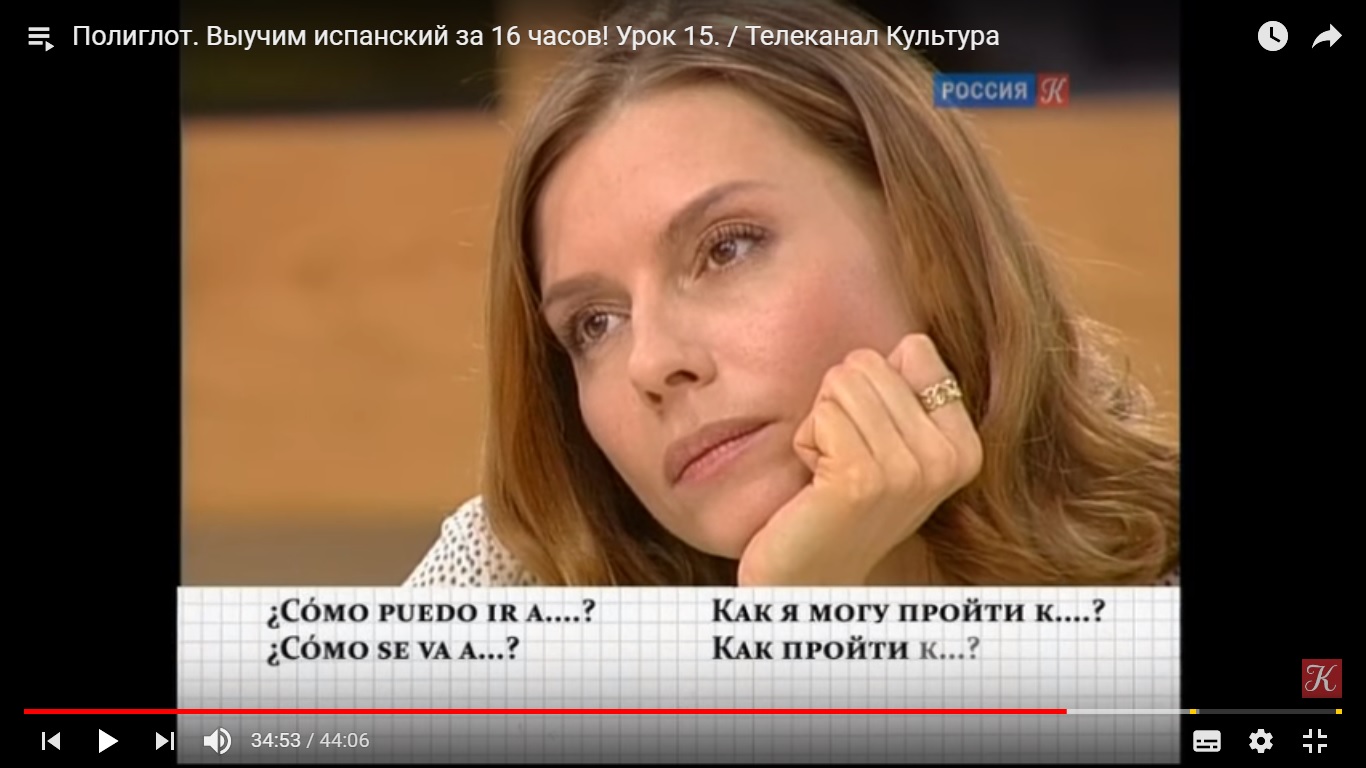 Полиглот. Выучим испанский за 16 часов! Урок 15. / Телеканал Культура
РОССИЯ К
¿Cómo puedo ir a....? Как я могу пройти к....?
¿Cómo se va a...? Как пройти к...?
К
34:53 / 44:06